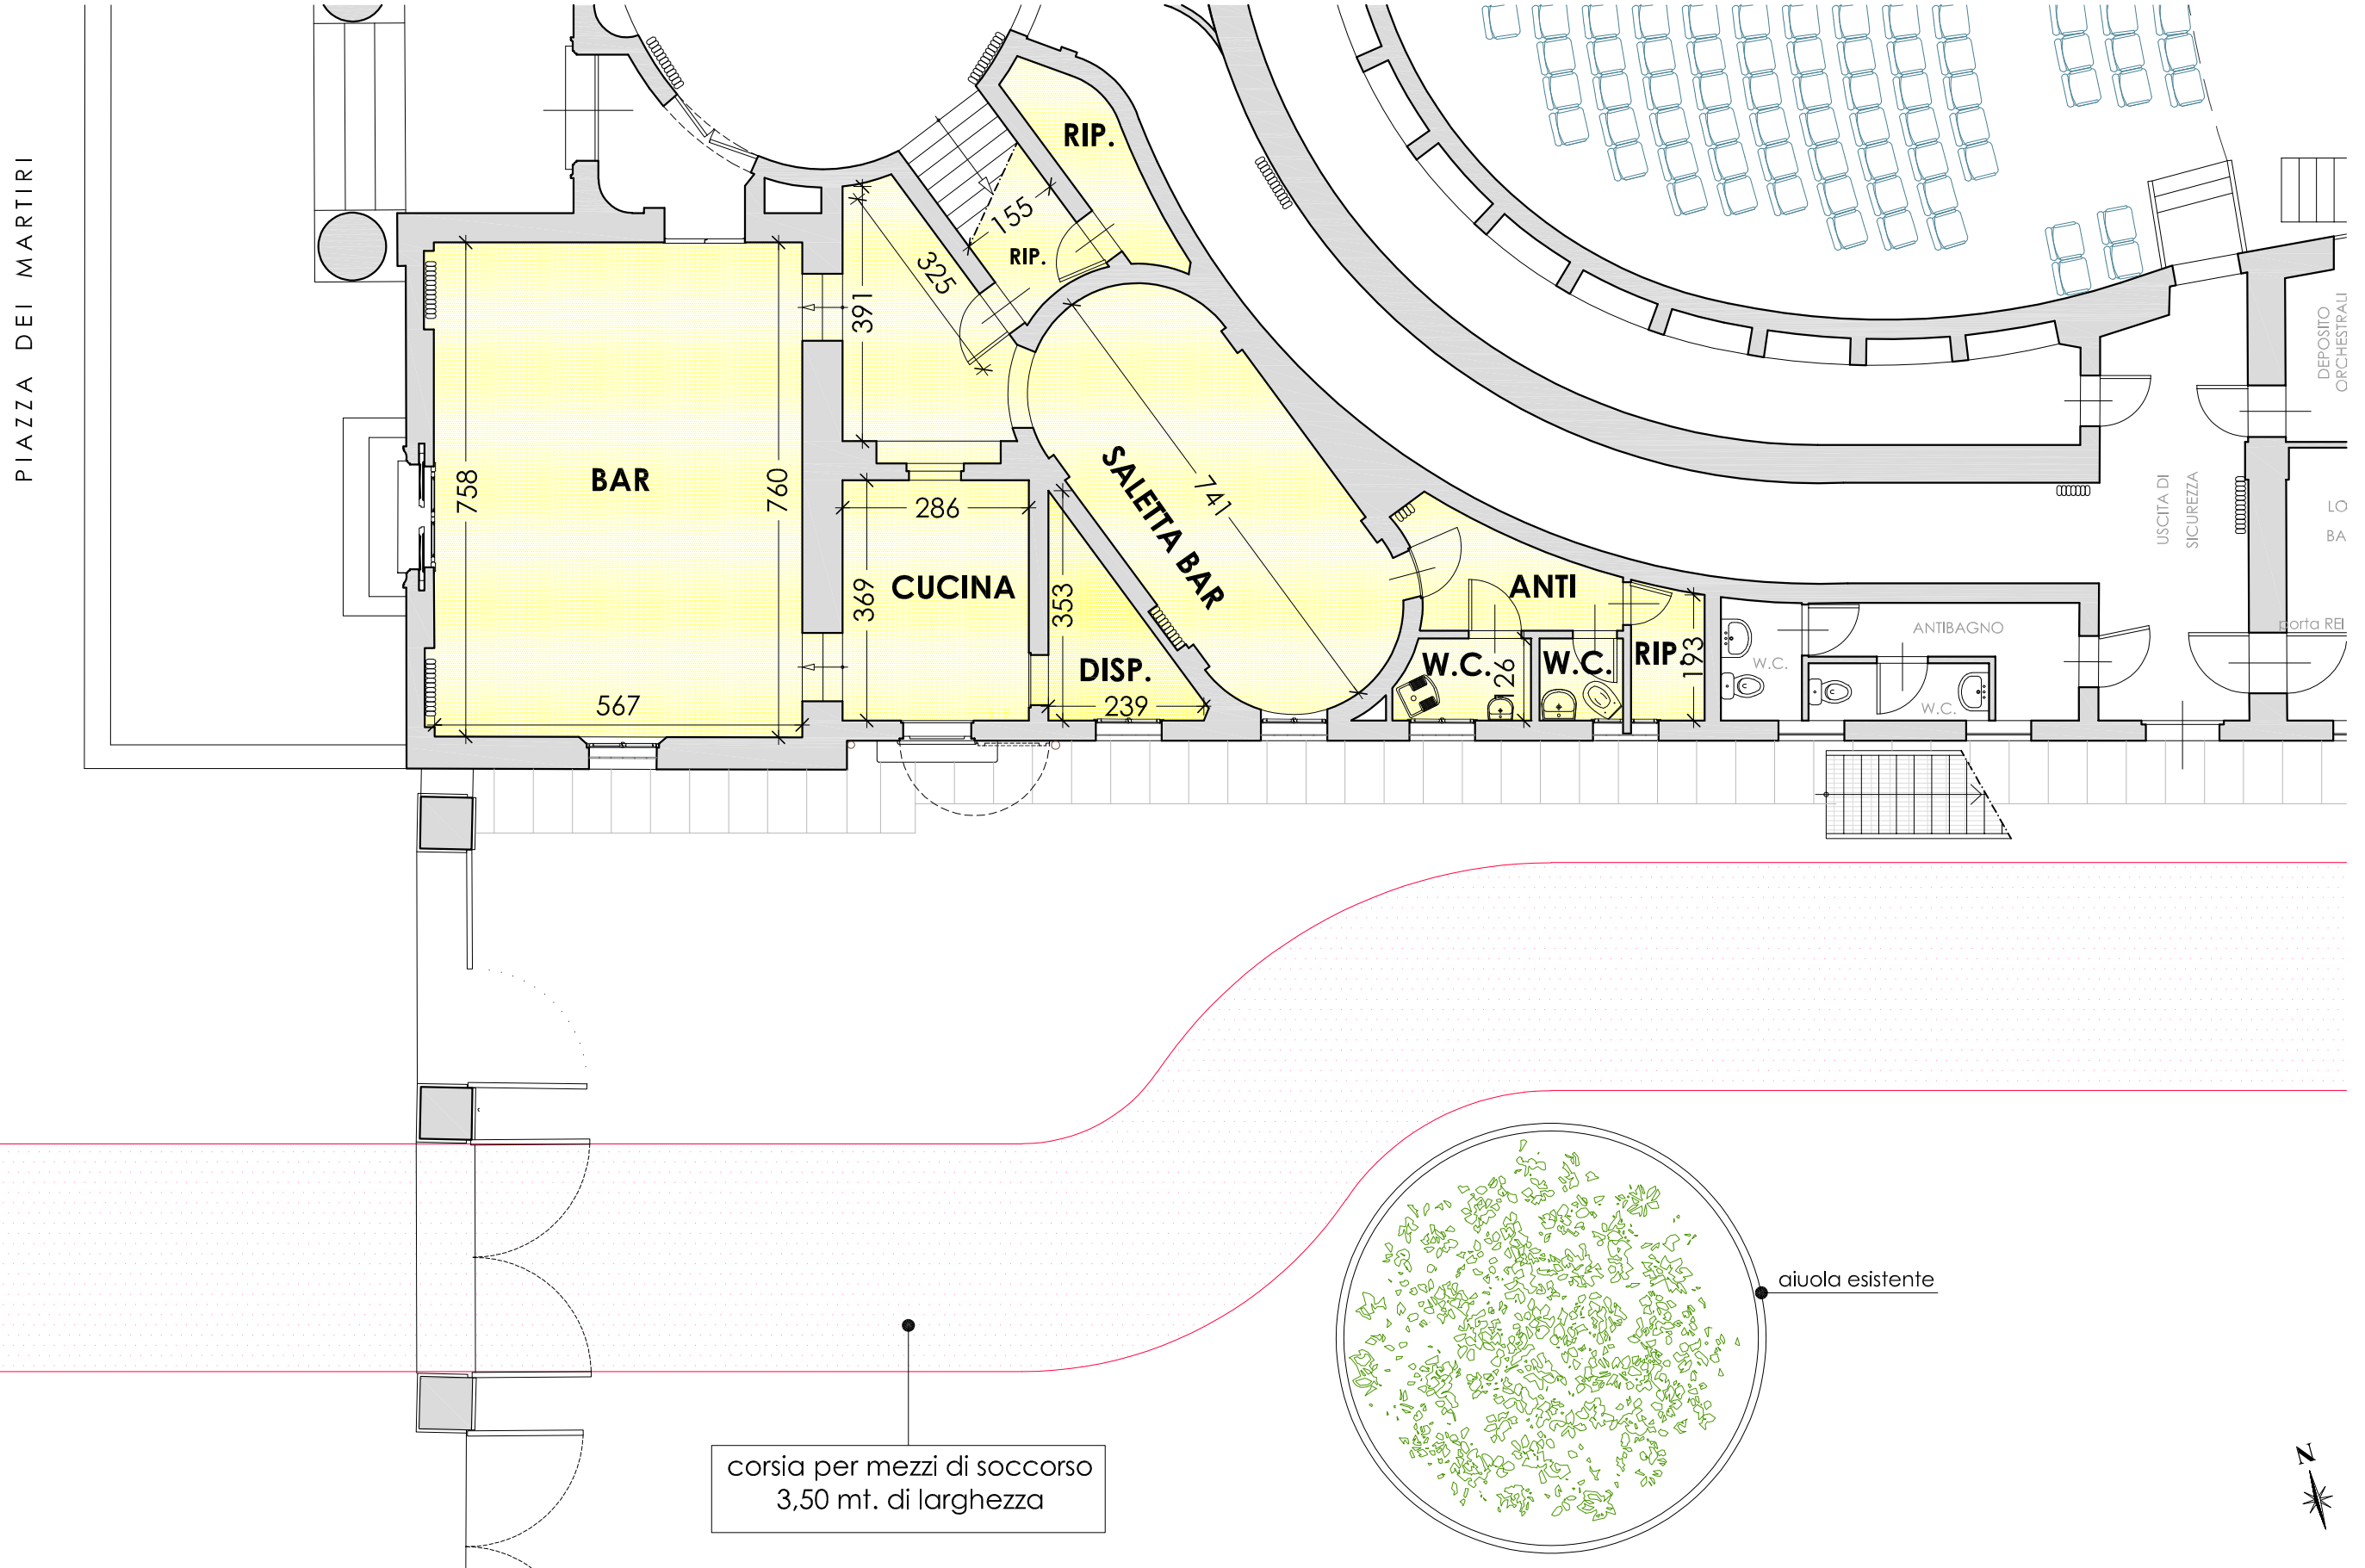 PIAZZA DEI MARTIRI
RIP.
155
RIP.
325
391
BAR
758
760
567
286
CUCINA
369
353
DISP.
239
SALETTA BAR
741
ANTI
W.C.
126
W.C.
RIP.
193
W.C.
ANTIBAGNO
W.C.
USCITA DI
SICUREZZA
DEPOSITO
ORCHESTRALI
LO
BA
porta REI
aiuola esistente
corsia per mezzi di soccorso
3,50 mt. di larghezza
N